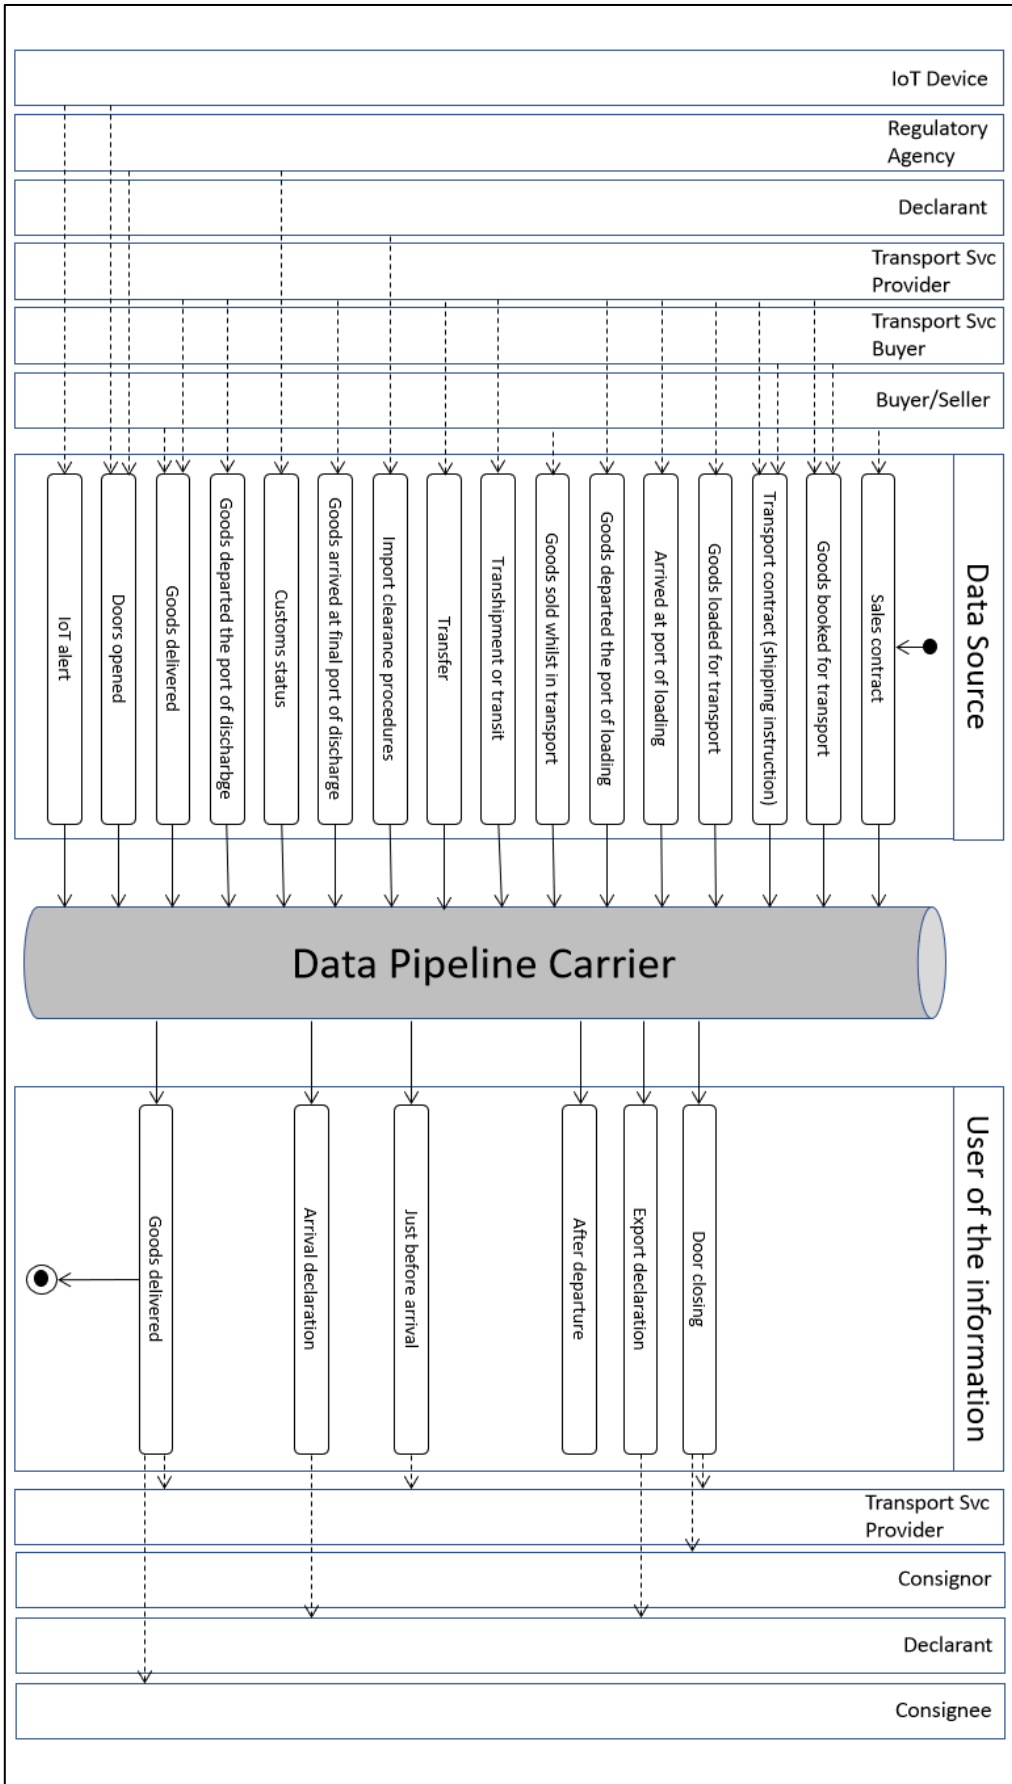 IoT Device
Regulatory
Agency
Declarant
Transport Svc
Provider
Transport Svc
Buyer
Buyer/Seller
Data Source
Sales contract
Goods booked for transport
Transport contract (shipping instruction)
Goods loaded for transport
Arrived at port of loading
Goods departed the port of loading
Goods sold whilst in transport
Transhipment or transit
Transfer
Import clearance procedures
Goods arrived at final port of discharge
Customs status
Goods departed the port of discharbge
Goods delivered
Doors opened
IoT alert
Data Pipeline Carrier
User of the information
Door closing
Export declaration
After departure
Just before arrival
Arrival declaration
Goods delivered
Transport Svc
Provider
Consignor
Declarant
Consignee